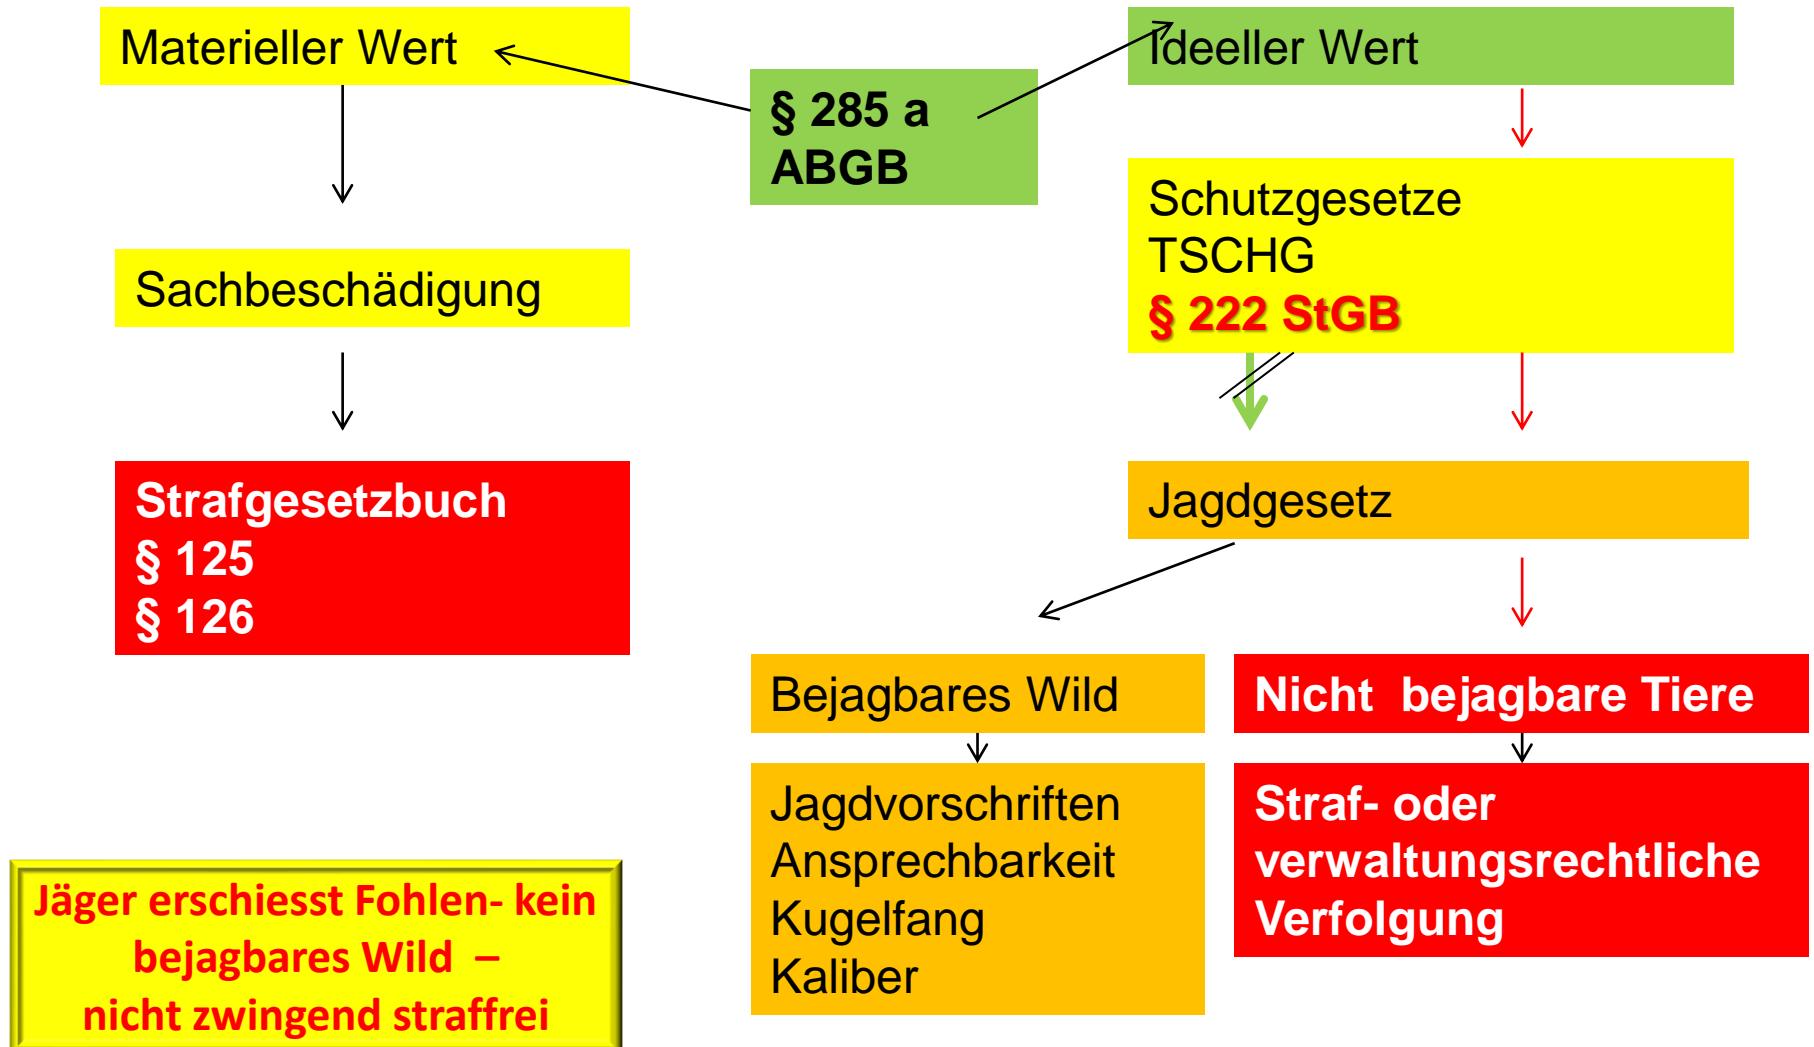 Materieller Wert
§ 285 a
ABGB
Ideeller Wert
Sachbeschädigung
Schutzgesetze
TSCHG
§ 222 StGB
Strafgesetzbuch
§ 125
§ 126
Jagdgesetz
Bejagbares Wild
Nicht bejagbare Tiere
Jagdvorschriften
Ansprechbarkeit
Kugelfang
Kaliber
Straf- oder
verwaltungsrechtliche
Verfolgung
Jäger erschiesst Fohlen- kein
bejagbares Wild –
nicht zwingend straffrei